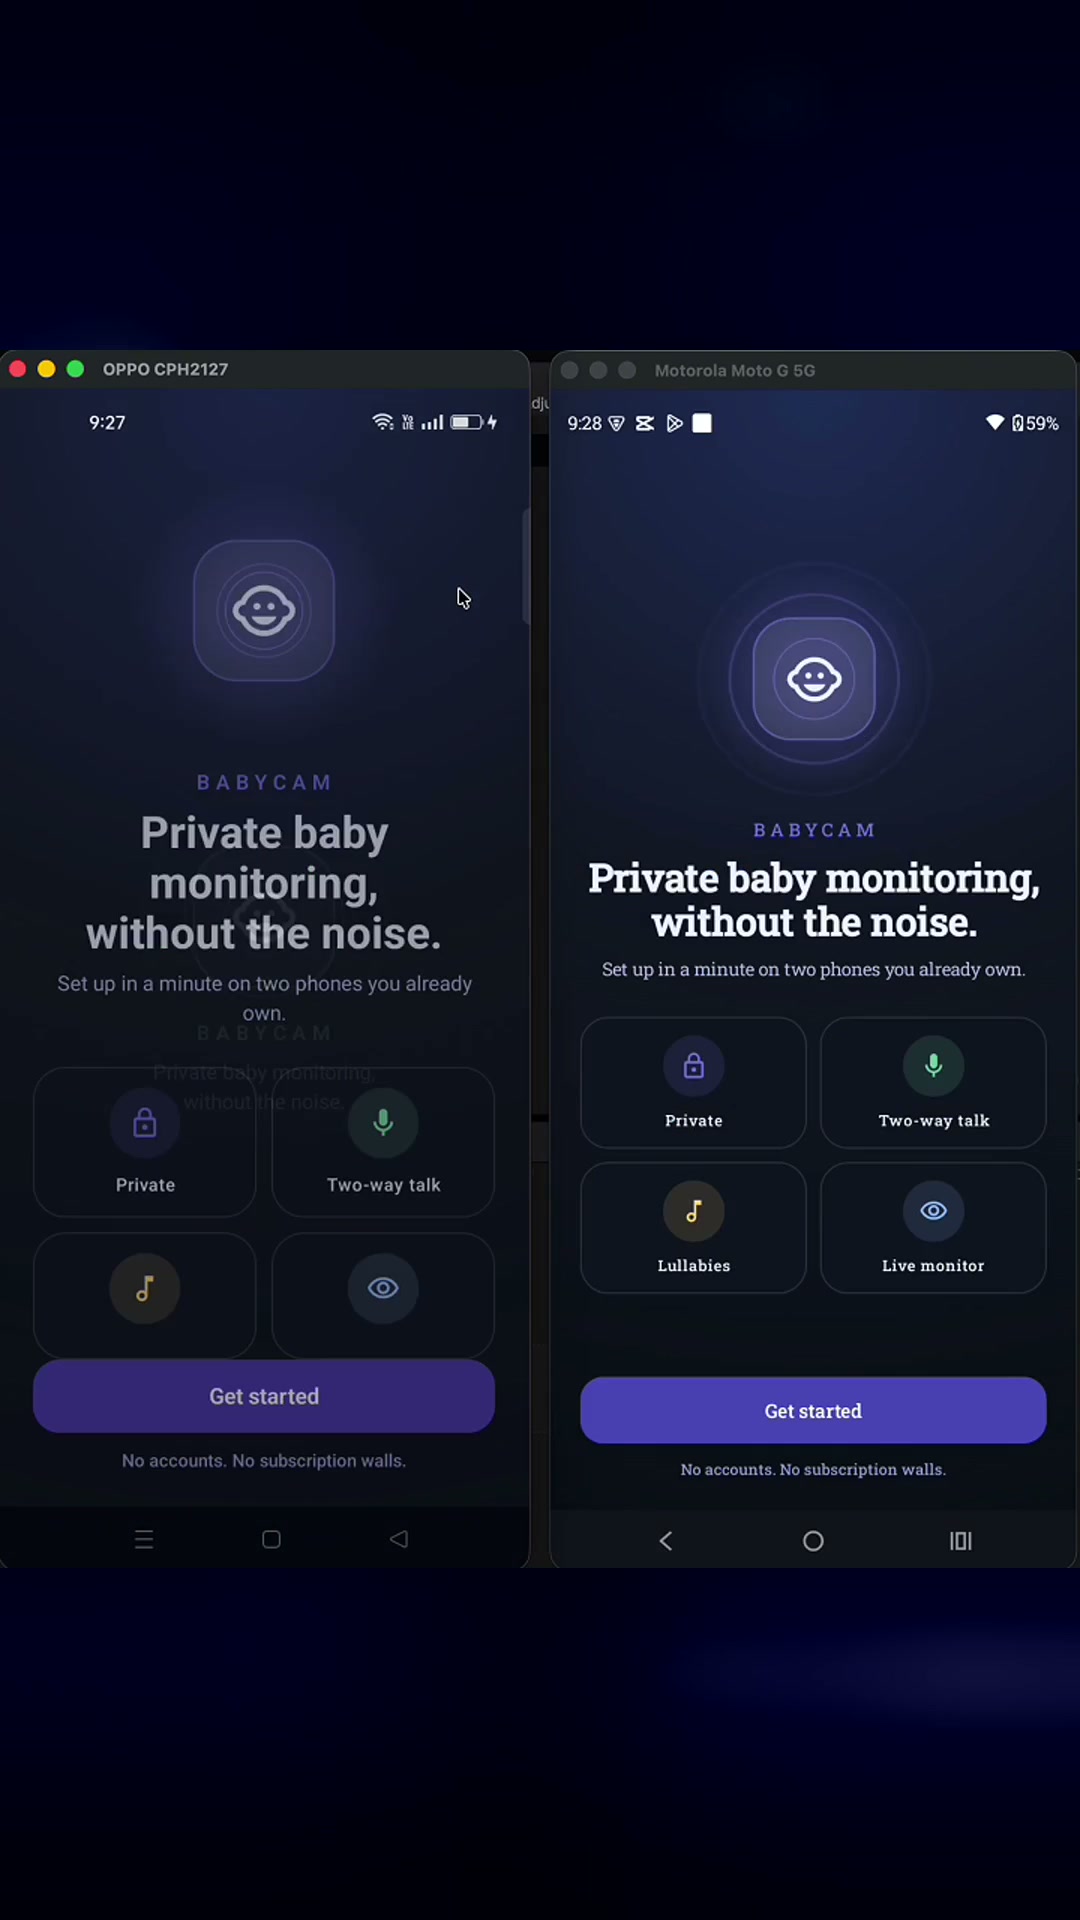 OPPO CPH2127
9:27
BABYCAM
Private baby
monitoring,
without the noise.
Set up in a minute on two phones you already
own.
BABYCAM
Private baby monitoring,
without the noise.
Private
Two-way talk
Get started
No accounts. No subscription walls.
dju
Motorola Moto G 5G
9:28
59%
BABYCAM
Private baby monitoring,
without the noise.
Set up in a minute on two phones you already own.
Private
Two-way talk
Lullabies
Live monitor
Get started
No accounts. No subscription walls.